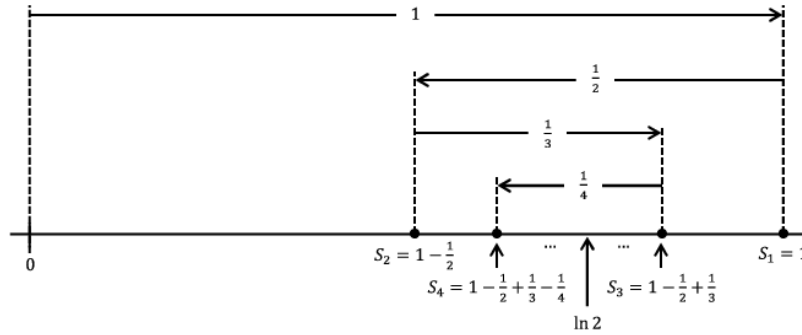 1
1/2
1/3
1/4
... ...
0
S₂ = 1 − 1/2
S₁ = 1
S₄ = 1 − 1/2 + 1/3 − 1/4
S₃ = 1 − 1/2 + 1/3
ln 2